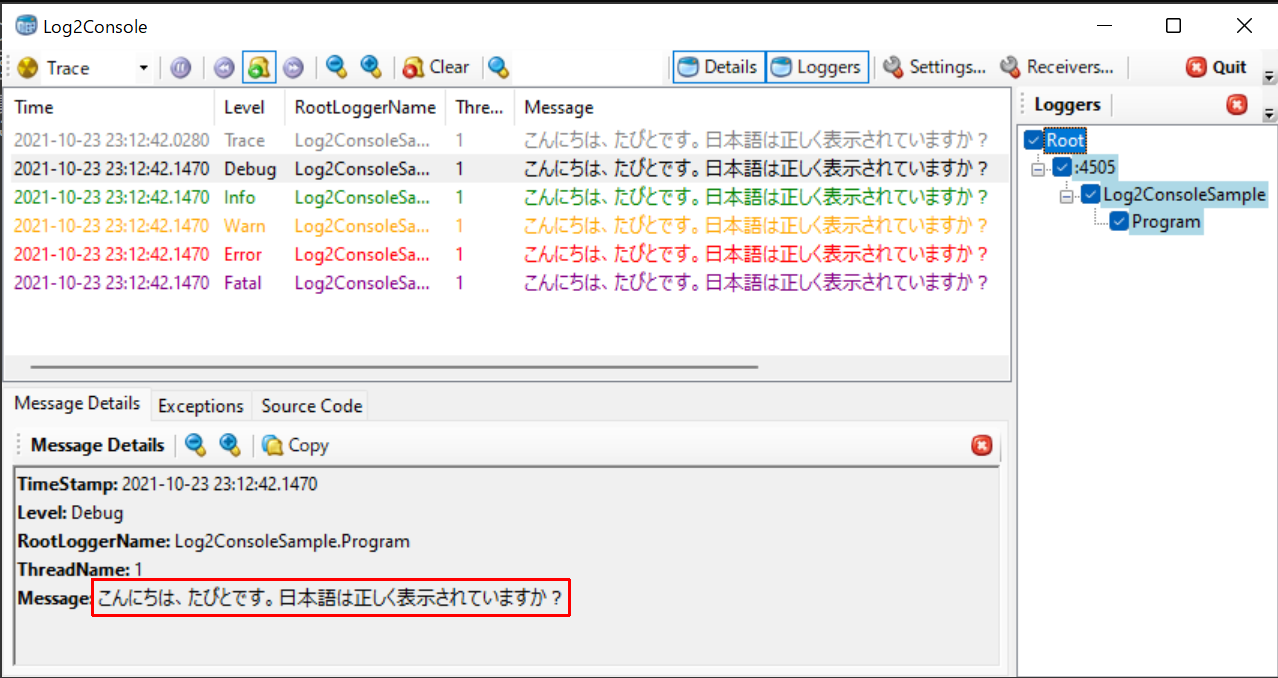 Log2Console
Trace Clear Details Loggers Settings... Receivers... Quit
Time Level RootLoggerName Thre... Message
2021-10-23 23:12:42.0280 Trace Log2ConsoleSa... 1 こんにちは、たぴとです。日本語は正しく表示されていますか？
2021-10-23 23:12:42.1470 Debug Log2ConsoleSa... 1 こんにちは、たぴとです。日本語は正しく表示されていますか？
2021-10-23 23:12:42.1470 Info Log2ConsoleSa... 1 こんにちは、たぴとです。日本語は正しく表示されていますか？
2021-10-23 23:12:42.1470 Warn Log2ConsoleSa... 1 こんにちは、たぴとです。日本語は正しく表示されていますか？
2021-10-23 23:12:42.1470 Error Log2ConsoleSa... 1 こんにちは、たぴとです。日本語は正しく表示されていますか？
2021-10-23 23:12:42.1470 Fatal Log2ConsoleSa... 1 こんにちは、たぴとです。日本語は正しく表示されていますか？
Loggers
Root
:4505
Log2ConsoleSample
Program
Message Details Exceptions Source Code
Message Details Copy
TimeStamp: 2021-10-23 23:12:42.1470
Level: Debug
RootLoggerName: Log2ConsoleSample.Program
ThreadName: 1
Message: こんにちは、たぴとです。日本語は正しく表示されていますか？